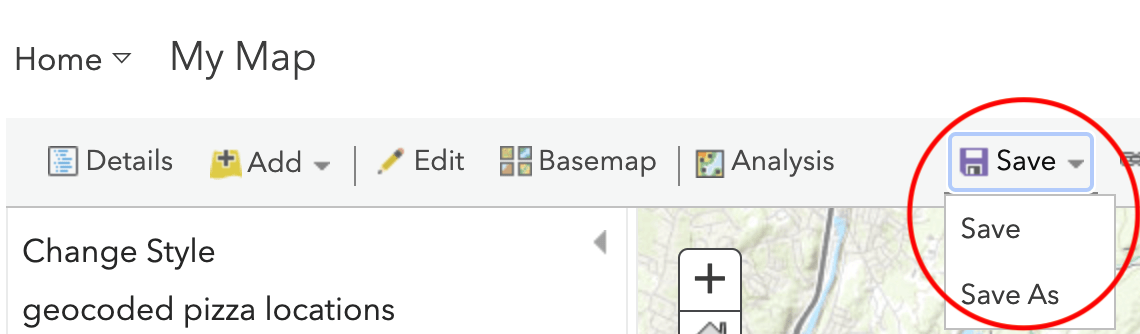 Home My Map
Details Add Edit Basemap Analysis Save
Change Style
geocoded pizza locations
Save
Save As